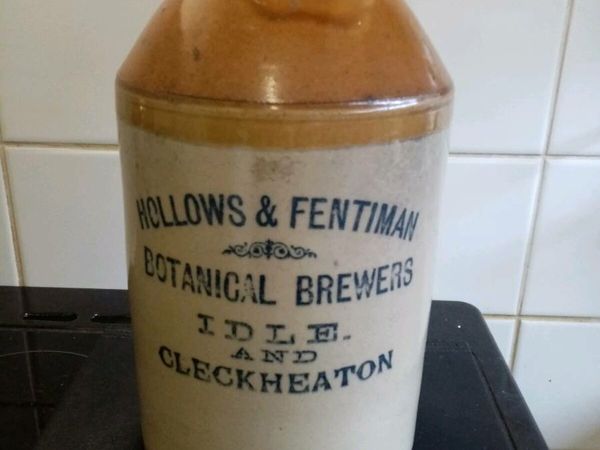 HOLLOWS & FENTIMAN
BOTANICAL BREWERS
IDLE.
AND
CLECKHEATON